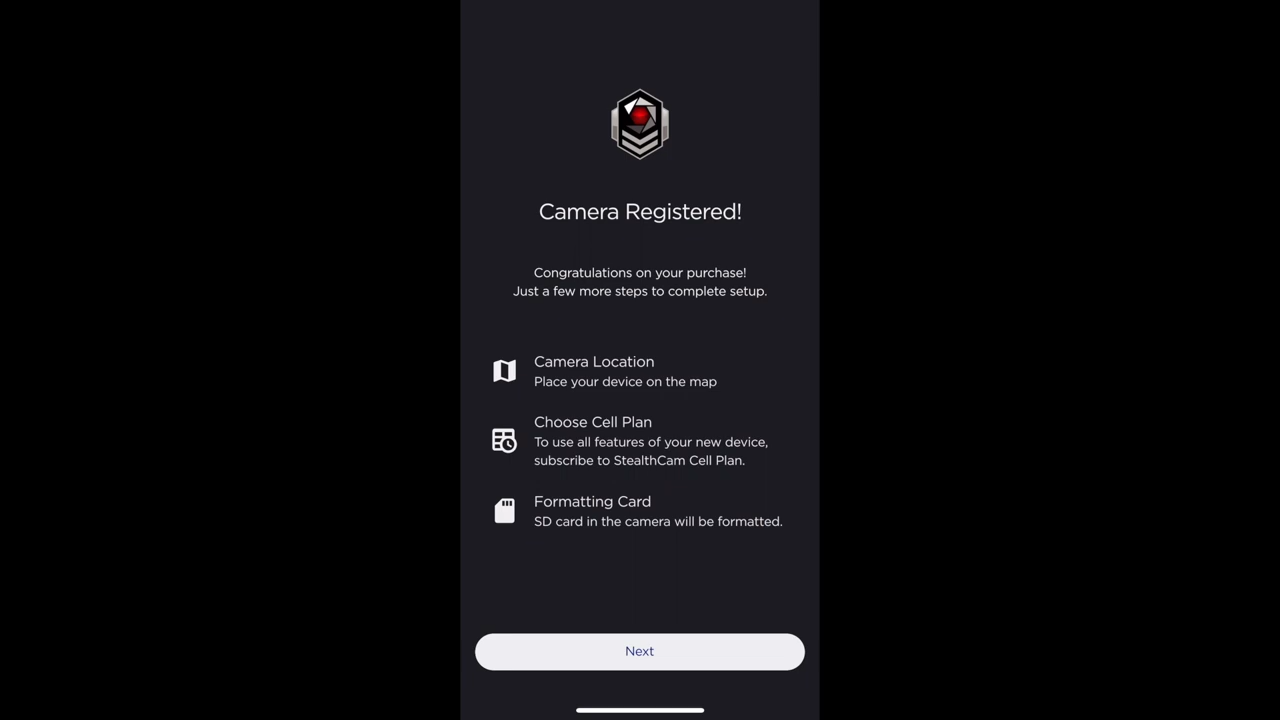 Camera Registered!
Congratulations on your purchase!
Just a few more steps to complete setup.
Camera Location
Place your device on the map
Choose Cell Plan
To use all features of your new device,
subscribe to StealthCam Cell Plan.
Formatting Card
SD card in the camera will be formatted.
Next